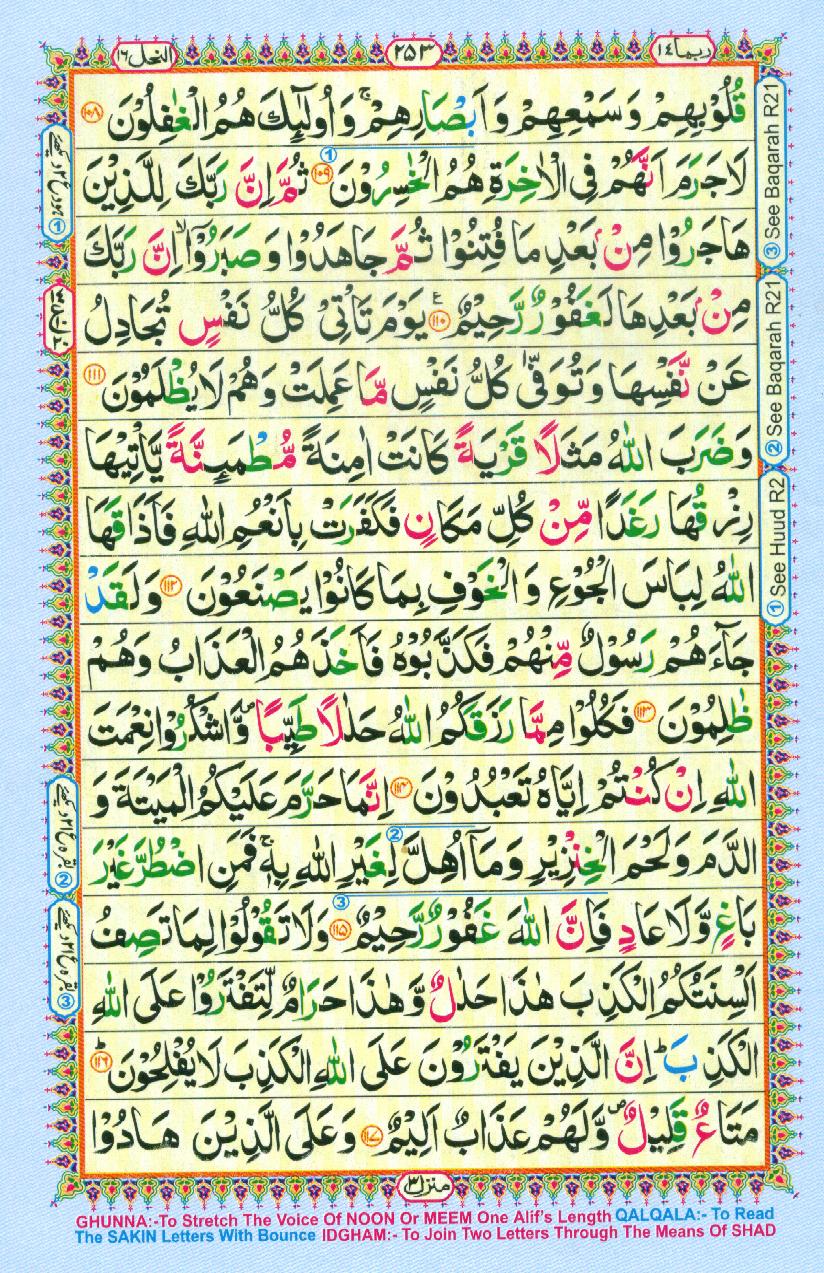 ربما ١٤
٢٥٣
النحل ١٦
قُلُوْبِهِمْ وَسَمْعِهِمْ وَاَبْصَارِهِمْ ۚ وَاُولٰٓئِكَ هُمُ الْغٰفِلُوْنَ ١٠٨
لَا جَرَمَ اَنَّهُمْ فِى الْاٰخِرَةِ هُمُ الْخٰسِرُوْنَ ١٠٩ ثُمَّ اِنَّ رَبَّكَ لِلَّذِيْنَ
هَاجَرُوْا مِنْۢ بَعْدِ مَا فُتِنُوْا ثُمَّ جَاهَدُوْا وَصَبَرُوْٓا ۙ اِنَّ رَبَّكَ
مِنْۢ بَعْدِهَا لَغَفُوْرٌ رَّحِيْمٌ ١١٠ ع يَوْمَ تَاْتِىْ كُلُّ نَفْسٍ تُجَادِلُ
عَنْ نَّفْسِهَا وَتُوَفّٰى كُلُّ نَفْسٍ مَّا عَمِلَتْ وَهُمْ لَا يُظْلَمُوْنَ ١١١
وَضَرَبَ اللّٰهُ مَثَلًا قَرْيَةً كَانَتْ اٰمِنَةً مُّطْمَىِٕنَّةً يَّاْتِيْهَا
رِزْقُهَا رَغَدًا مِّنْ كُلِّ مَكَانٍ فَكَفَرَتْ بِاَنْعُمِ اللّٰهِ فَاَذَاقَهَا
اللّٰهُ لِبَاسَ الْجُوْعِ وَالْخَوْفِ بِمَا كَانُوْا يَصْنَعُوْنَ ١١٢ وَلَقَدْ
جَآءَهُمْ رَسُوْلٌ مِّنْهُمْ فَكَذَّبُوْهُ فَاَخَذَهُمُ الْعَذَابُ وَهُمْ
ظٰلِمُوْنَ ١١٣ فَكُلُوْا مِمَّا رَزَقَكُمُ اللّٰهُ حَلٰلًا طَيِّبًا ۪ وَّاشْكُرُوْا نِعْمَتَ
اللّٰهِ اِنْ كُنْتُمْ اِيَّاهُ تَعْبُدُوْنَ ١١٤ اِنَّمَا حَرَّمَ عَلَيْكُمُ الْمَيْتَةَ وَ
الدَّمَ وَلَحْمَ الْخِنْزِيْرِ وَمَآ اُهِلَّ لِغَيْرِ اللّٰهِ بِهٖ ۚ فَمَنِ اضْطُرَّ غَيْرَ
بَاغٍ وَّلَا عَادٍ فَاِنَّ اللّٰهَ غَفُوْرٌ رَّحِيْمٌ ١١٥ وَلَا تَقُوْلُوْا لِمَا تَصِفُ
اَلْسِنَتُكُمُ الْكَذِبَ هٰذَا حَلٰلٌ وَّهٰذَا حَرَامٌ لِّتَفْتَرُوْا عَلَى اللّٰهِ
الْكَذِبَ ؕ اِنَّ الَّذِيْنَ يَفْتَرُوْنَ عَلَى اللّٰهِ الْكَذِبَ لَا يُفْلِحُوْنَ ؕ ١١٦
مَتَاعٌ قَلِيْلٌ ۪ وَّلَهُمْ عَذَابٌ اَلِيْمٌ ١١٧ وَعَلَى الَّذِيْنَ هَادُوْا
منزل ٣
③ See Baqarah R21
② See Baqarah R21
① See Huud R2
GHUNNA:-To Stretch The Voice Of NOON Or MEEM One Alif's Length QALQALA:- To Read
The SAKIN Letters With Bounce IDGHAM:- To Join Two Letters Through The Means Of SHAD